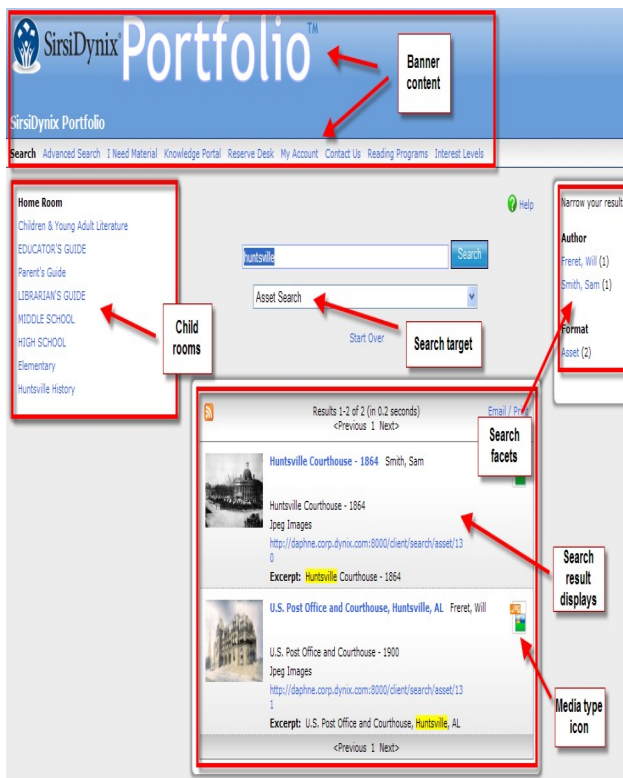 SirsiDynix® Portfolio™
Banner content
SirsiDynix Portfolio
Search Advanced Search I Need Material Knowledge Portal Reserve Desk My Account Contact Us Reading Programs Interest Levels
Home Room
Children & Young Adult Literature
EDUCATOR'S GUIDE
Parent's Guide
LIBRARIAN'S GUIDE
MIDDLE SCHOOL
HIGH SCHOOL
Elementary
Huntsville History
Child rooms
Help
huntsville Search
Asset Search
Start Over
Search target
Narrow your result
Author
Freret, Will (1)
Smith, Sam (1)
Format
Asset (2)
Search facets
Results 1-2 of 2 (in 0.2 seconds)
Email / Print
<Previous 1 Next>
Huntsville Courthouse - 1864 Smith, Sam
Huntsville Courthouse - 1864
Jpeg Images
http://daphne.corp.dynix.com:8000/client/search/asset/13
0
Excerpt: Huntsville Courthouse - 1864
Search result displays
U.S. Post Office and Courthouse, Huntsville, AL Freret, Will
JPG
U.S. Post Office and Courthouse - 1900
Jpeg Images
http://daphne.corp.dynix.com:8000/client/search/asset/13
1
Excerpt: U.S. Post Office and Courthouse, Huntsville, AL
Media type icon
<Previous 1 Next>